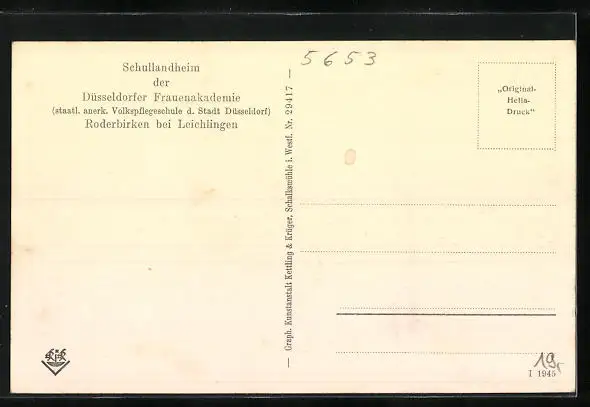 Schullandheim
der
Düsseldorfer Frauenakademie
(staatl. anerk. Volkspflegeschule d. Stadt Düsseldorf)
Roderbirken bei Leichlingen
5653
Graph. Kunstanstalt Kettling & Krüger, Schalksmühle i. Westf. Nr. 29417
„Original-
Helia-
Druck“
19,
I 1945